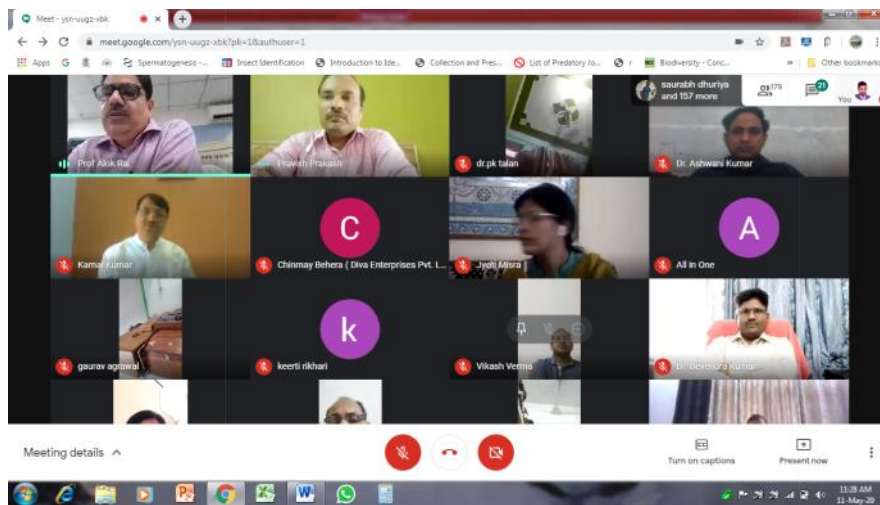 Meet - ysn-uugz-xbk
meet.google.com/ysn-uugz-xbk?pli=1&authuser=1
Apps
Spermatogenesis -...
Insect Identification
Introduction to Ide...
Collection and Pres...
List of Predatory Jo...
r
Biodiversity - Conc...
»
Other bookmarks
saurabh dhuriya
and 157 more
175
21
You
Prof Alok Rai
Pravish Prakash
dr.pk talan
Dr. Ashwani Kumar
Kamal Kumar
C
Chinmay Behera ( Diva Enterprises Pvt. L...
Jyoti Misra
A
All in One
gaurav agrawal
k
keerti rikhari
Vikash Verma
Dr. Devendra Kumar
Meeting details
Turn on captions
Present now
11:28 AM
11-May-20